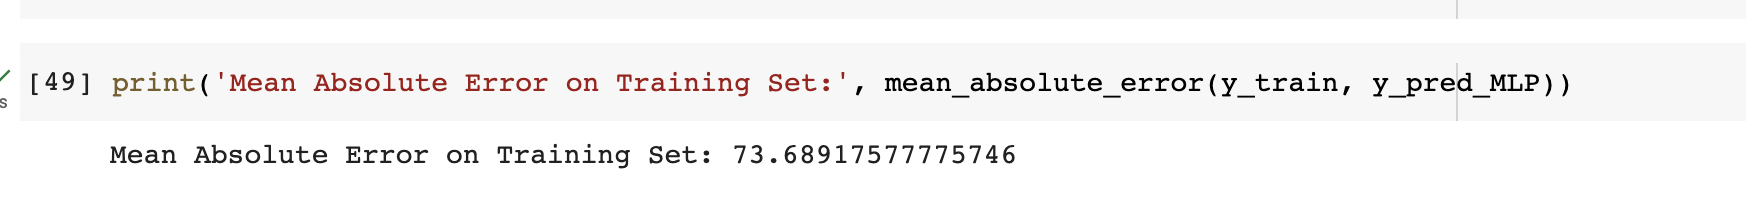 [49] print('Mean Absolute Error on Training Set:', mean_absolute_error(y_train, y_pred_MLP))
s
Mean Absolute Error on Training Set: 73.68917577775746